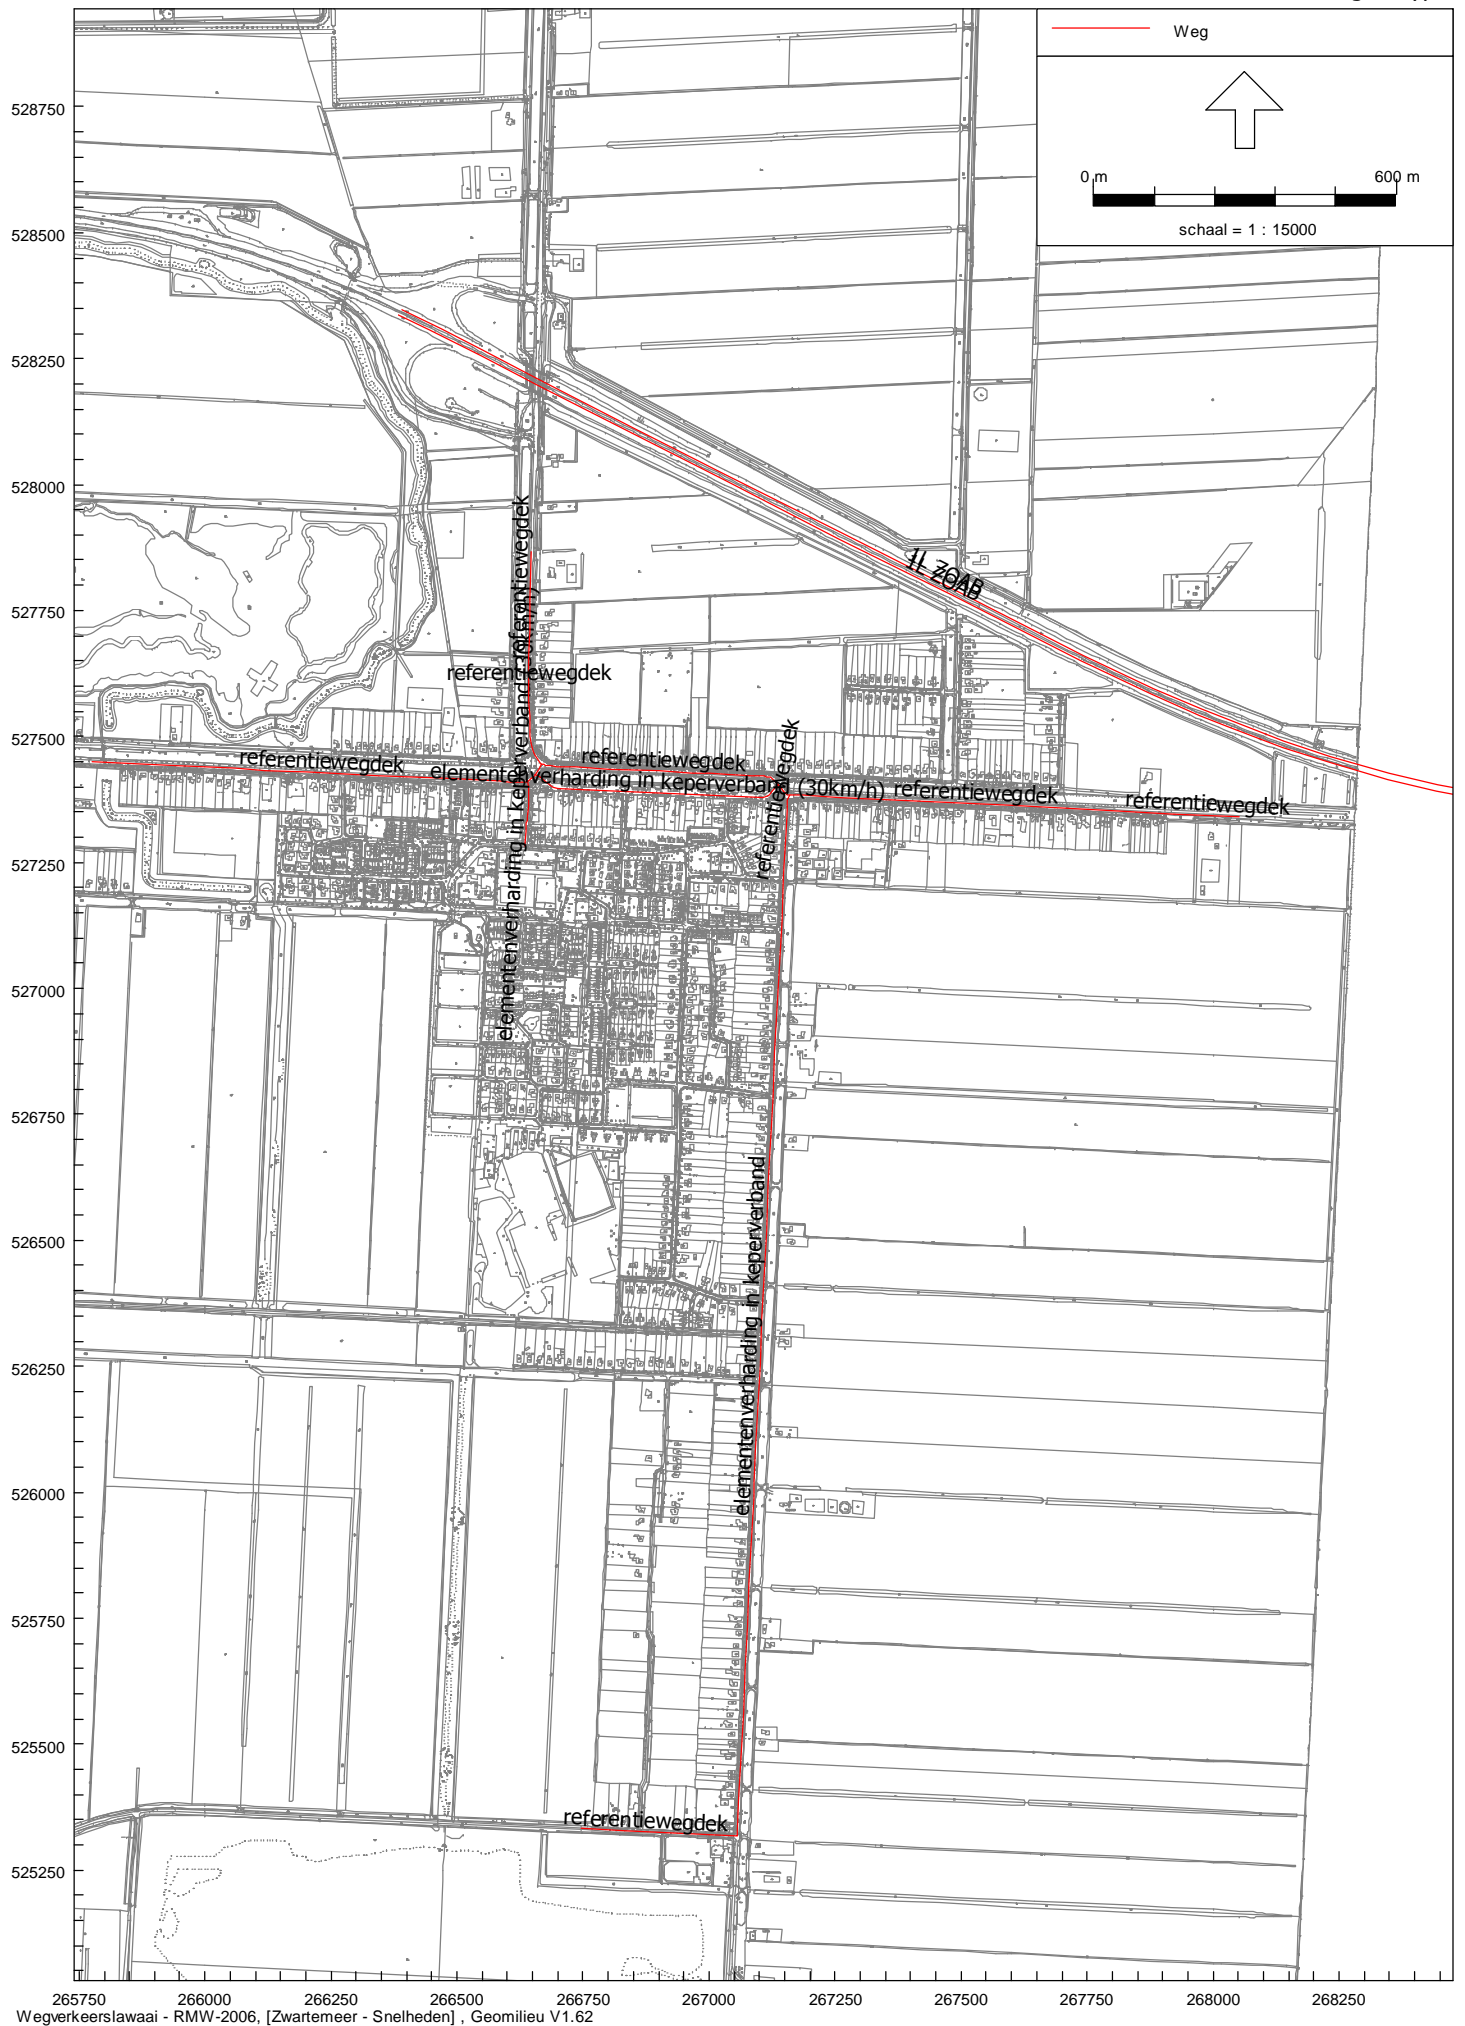 Weg
0 m 600 m
schaal = 1 : 15000
528750
528500
528250
528000
527750
527500
527250
527000
526750
526500
526250
526000
525750
525500
525250
1L ZOAB
1L ZOAB
referentiewegdek
elementenverharding in keperverband (30km/h)
referentiewegdek
referentiewegdek
referentiewegdek
elementenverharding in keperverband (30km/h)
referentiewegdek
referentiewegdek
referentiewegdek
elementenverharding in keperverband
referentiewegdek
265750 266000 266250 266500 266750 267000 267250 267500 267750 268000 268250
Wegverkeerslawaai - RMW-2006, [Zwartemeer - Snelheden] , Geomilieu V1.62